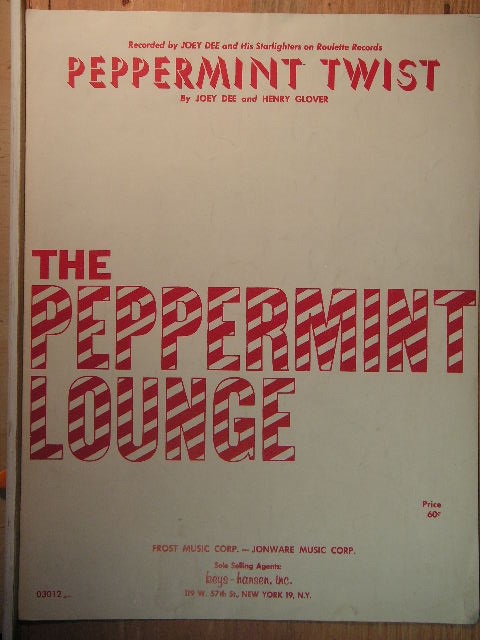 Recorded by JOEY DEE and His Starlighters on Roulette Records
PEPPERMINT TWIST
By JOEY DEE and HENRY GLOVER
THE
PEPPERMINT
LOUNGE
Price
60¢
FROST MUSIC CORP. — JONWARE MUSIC CORP.
Sole Selling Agents:
keys-hansen, inc.
119 W. 57th St., NEW YORK 19, N.Y.
03012